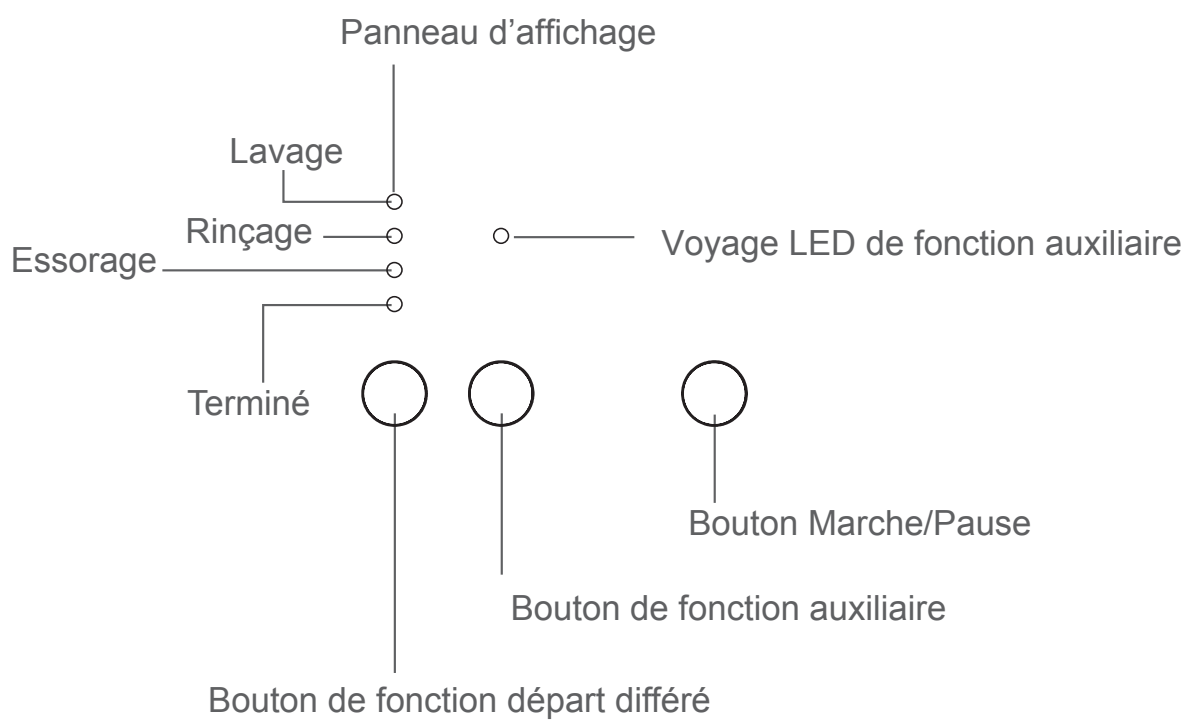 Panneau d'affichage
Lavage
Rinçage
Voyage LED de fonction auxiliaire
Essorage
Terminé
Bouton Marche/Pause
Bouton de fonction auxiliaire
Bouton de fonction départ différé